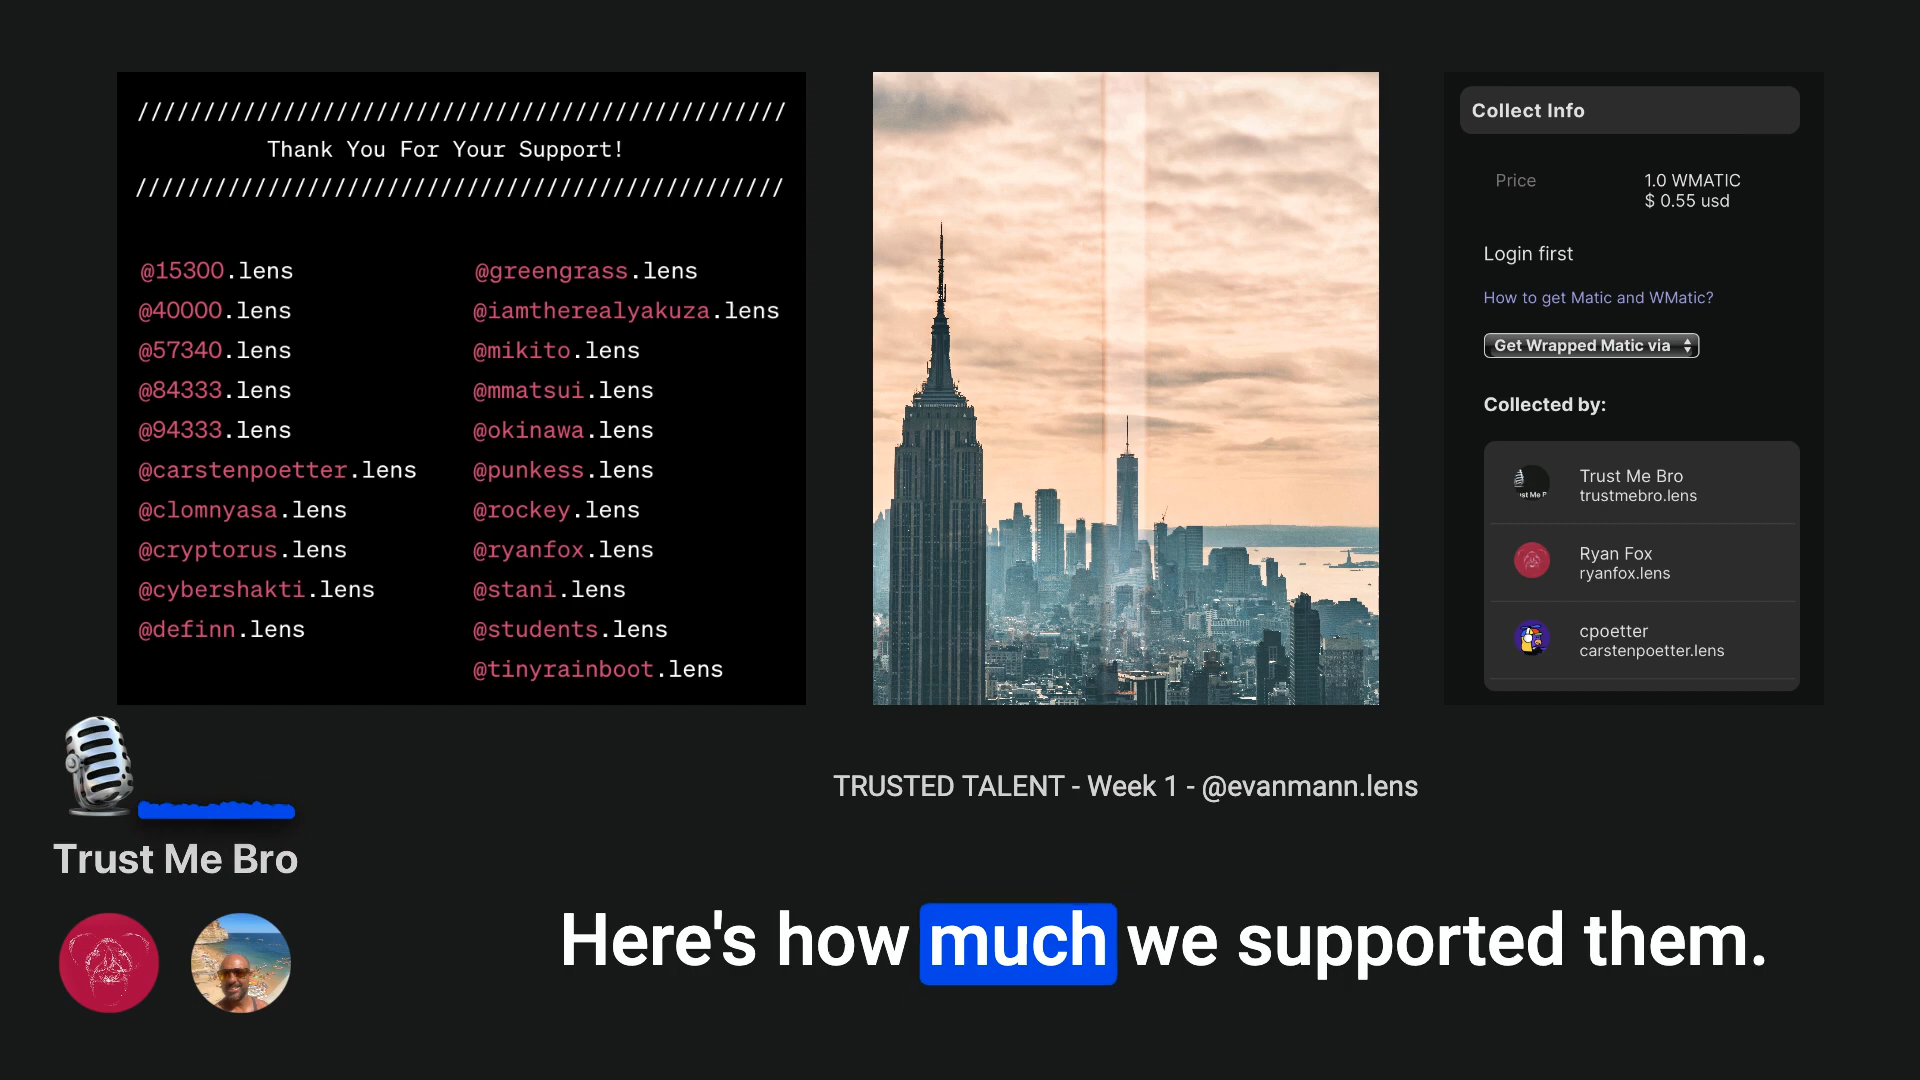 ////////////////////////////////////////////////
Thank You For Your Support!
////////////////////////////////////////////////
@15300.lens
@40000.lens
@57340.lens
@84333.lens
@94333.lens
@carstenpoetter.lens
@clomnyasa.lens
@cryptorus.lens
@cybershakti.lens
@definn.lens
@greengrass.lens
@iamtherealyakuza.lens
@mikito.lens
@mmatsui.lens
@okinawa.lens
@punkess.lens
@rockey.lens
@ryanfox.lens
@stani.lens
@students.lens
@tinyrainboot.lens
Collect Info
Price
1.0 WMATIC
$ 0.55 usd
Login first
How to get Matic and WMatic?
Get Wrapped Matic via
Collected by:
Trust Me Bro
trustmebro.lens
Ryan Fox
ryanfox.lens
cpoetter
carstenpoetter.lens
TRUSTED TALENT - Week 1 - @evanmann.lens
Trust Me Bro
Here's how much we supported them.